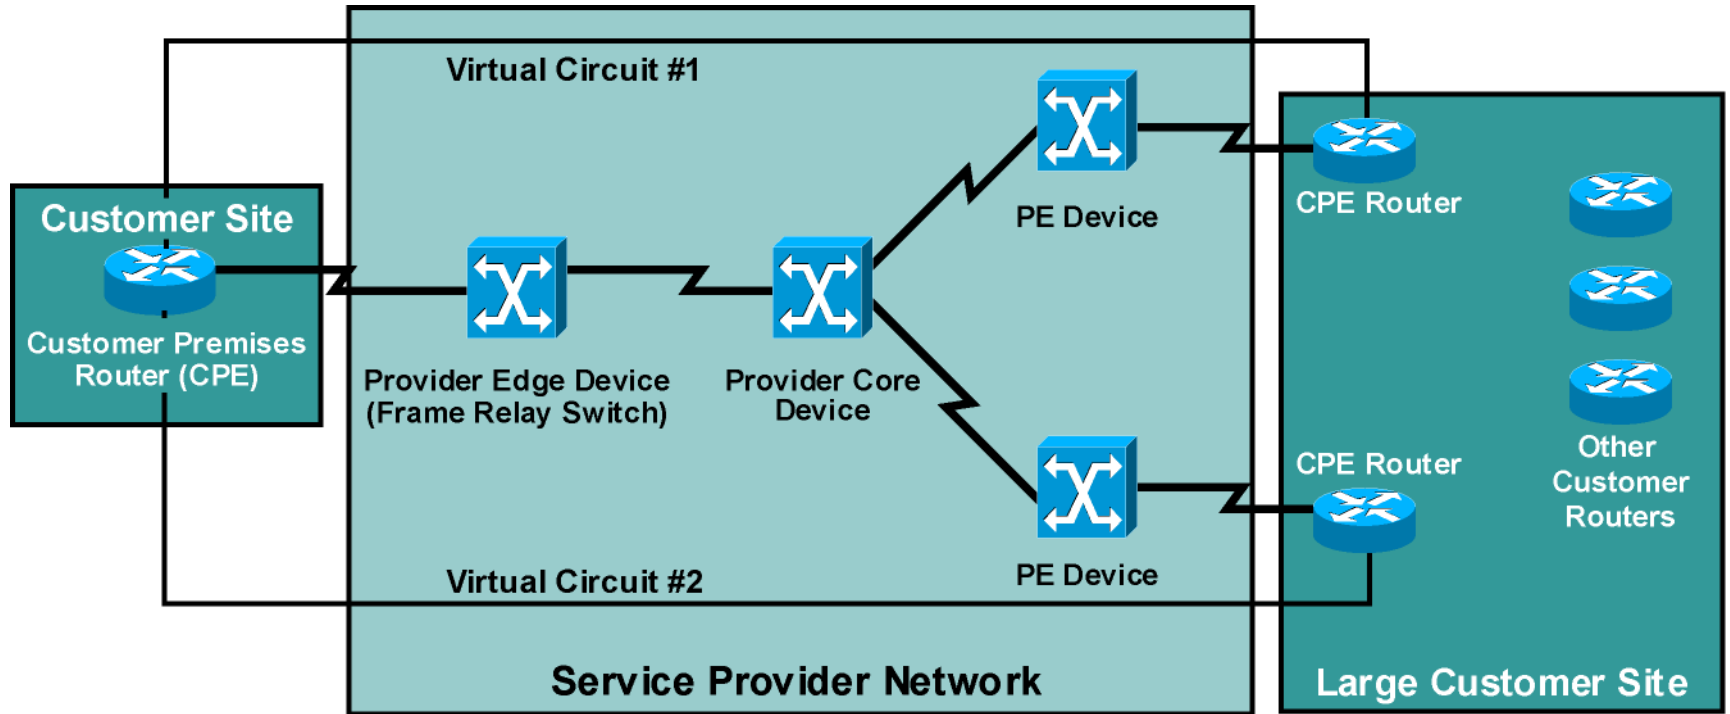 Virtual Circuit #1
PE Device
CPE Router
Customer Site
Customer Premises
Router (CPE)
Provider Edge Device
(Frame Relay Switch)
Provider Core
Device
CPE Router
Other
Customer
Routers
Virtual Circuit #2
PE Device
Service Provider Network
Large Customer Site